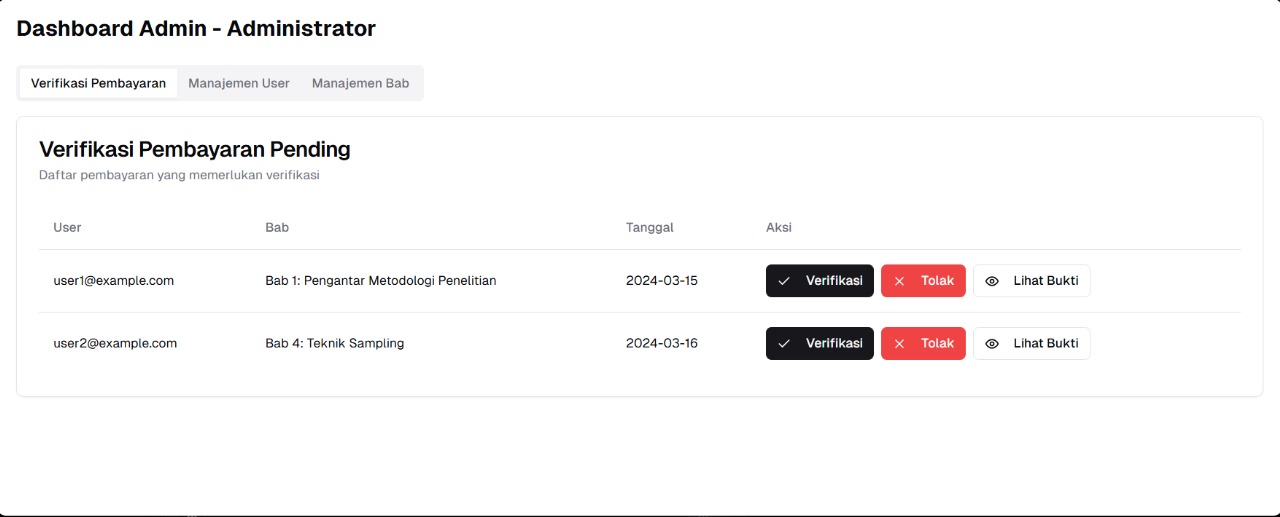 Dashboard Admin - Administrator
Verifikasi Pembayaran Manajemen User Manajemen Bab
Verifikasi Pembayaran Pending
Daftar pembayaran yang memerlukan verifikasi
User Bab Tanggal Aksi
user1@example.com Bab 1: Pengantar Metodologi Penelitian 2024-03-15 Verifikasi Tolak Lihat Bukti
user2@example.com Bab 4: Teknik Sampling 2024-03-16 Verifikasi Tolak Lihat Bukti